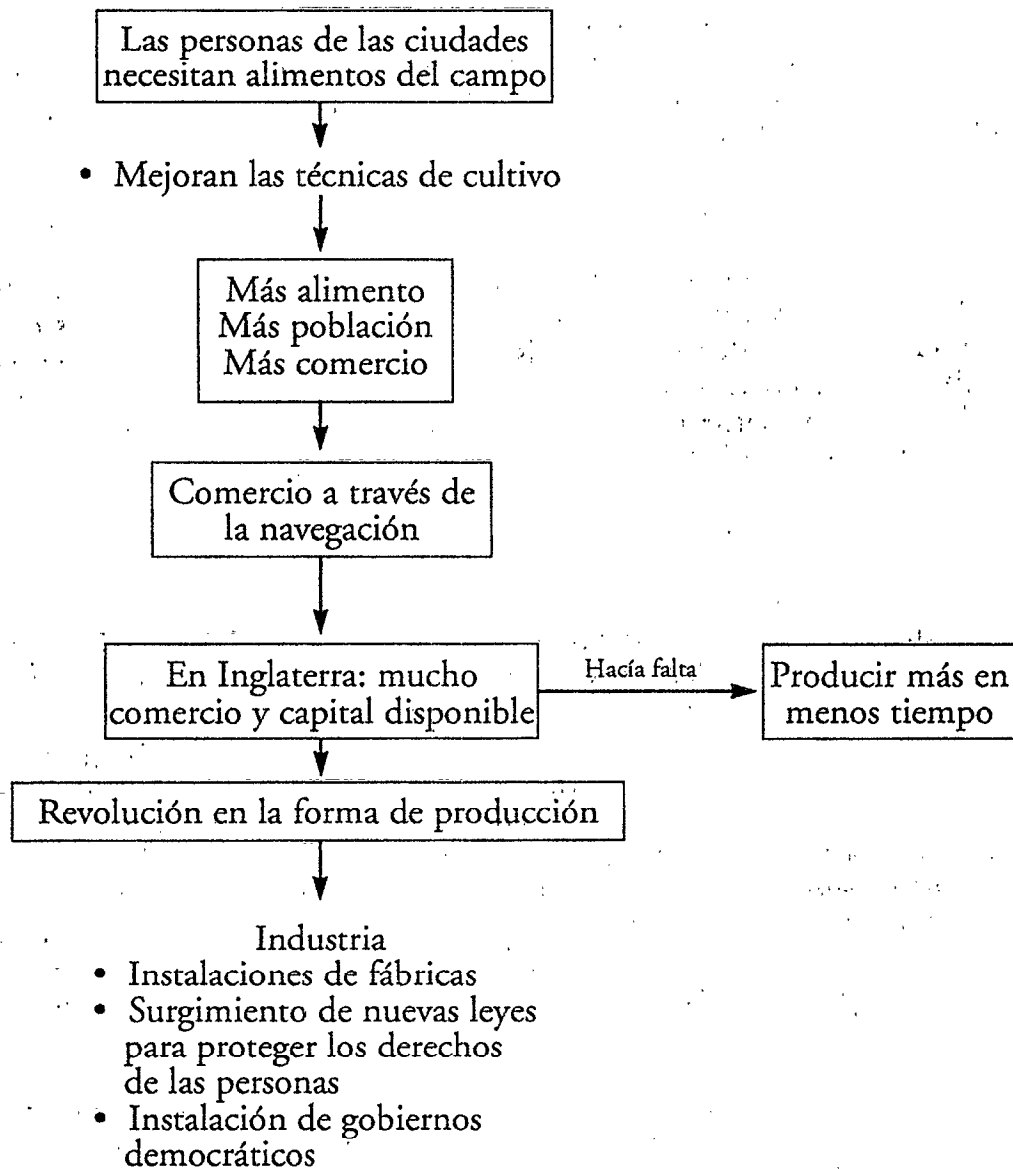 Las personas de las ciudades
necesitan alimentos del campo
• Mejoran las técnicas de cultivo
Más alimento
Más población
Más comercio
Comercio a través de
la navegación
En Inglaterra: mucho
comercio y capital disponible
Hacía falta
Producir más en
menos tiempo
Revolución en la forma de producción
Industria
• Instalaciones de fábricas
• Surgimiento de nuevas leyes
para proteger los derechos
de las personas
• Instalación de gobiernos
democráticos